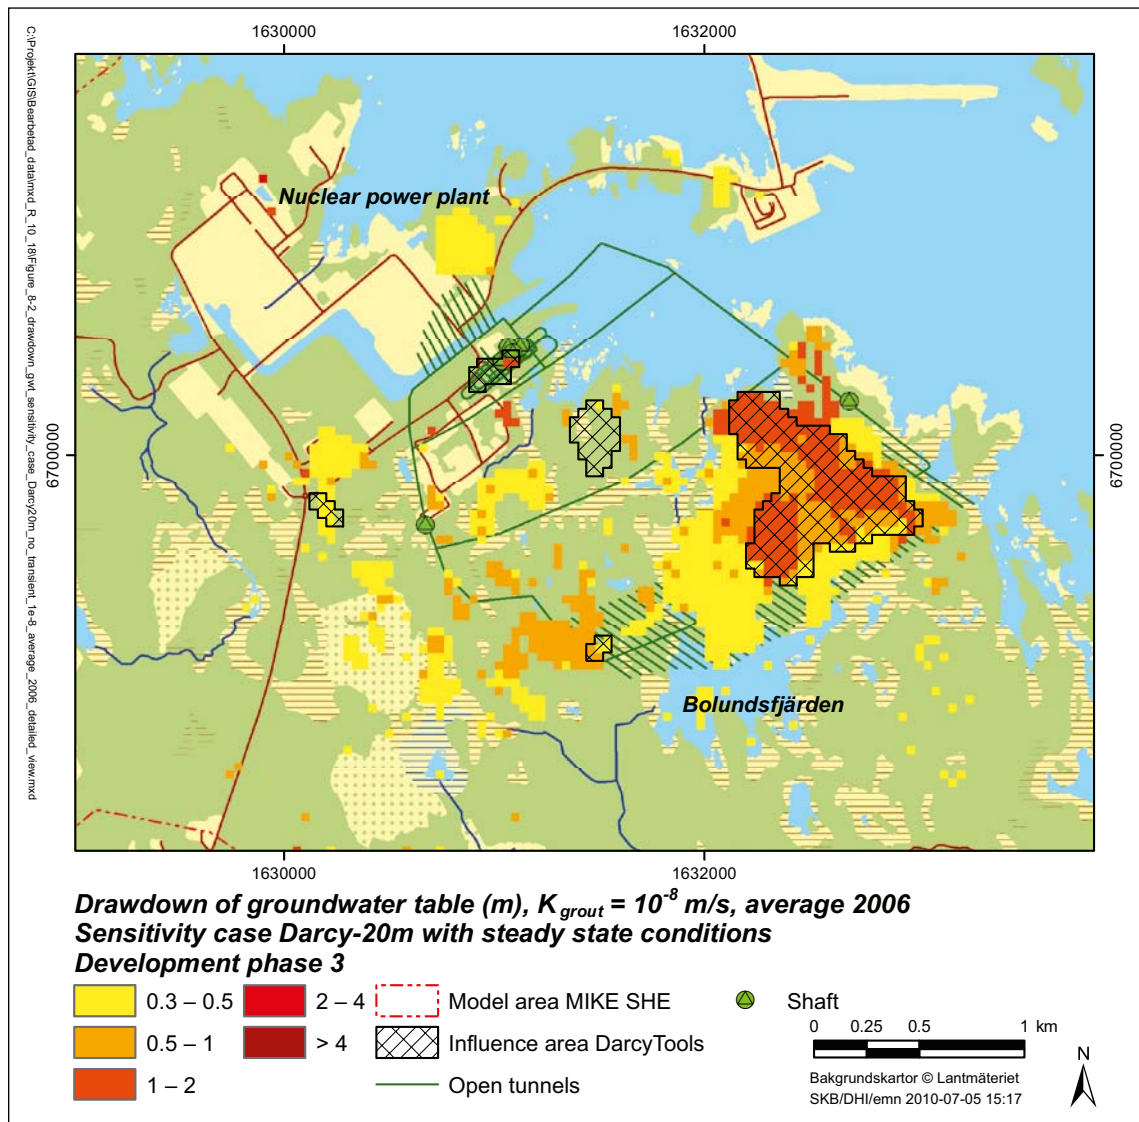 1630000 1632000
C:\Projekt\GIS\Bearbetad_data\mxd_R_10_18\Figure_8-2_drawdown_gwt_sensitivity_case_Darcy20m_no_transient_1e-8_average_2006_detailed_view.mxd
Nuclear power plant
6700000 6700000
Bolundsfjärden
1630000 1632000
Drawdown of groundwater table (m), Kgrout = 10-8 m/s, average 2006
Sensitivity case Darcy-20m with steady state conditions
Development phase 3
0.3 – 0.5
0.5 – 1
1 – 2
2 – 4
> 4
Model area MIKE SHE
Influence area DarcyTools
Open tunnels
Shaft
0 0.25 0.5 1 km
Bakgrundskartor © Lantmäteriet
SKB/DHI/emn 2010-07-05 15:17
N